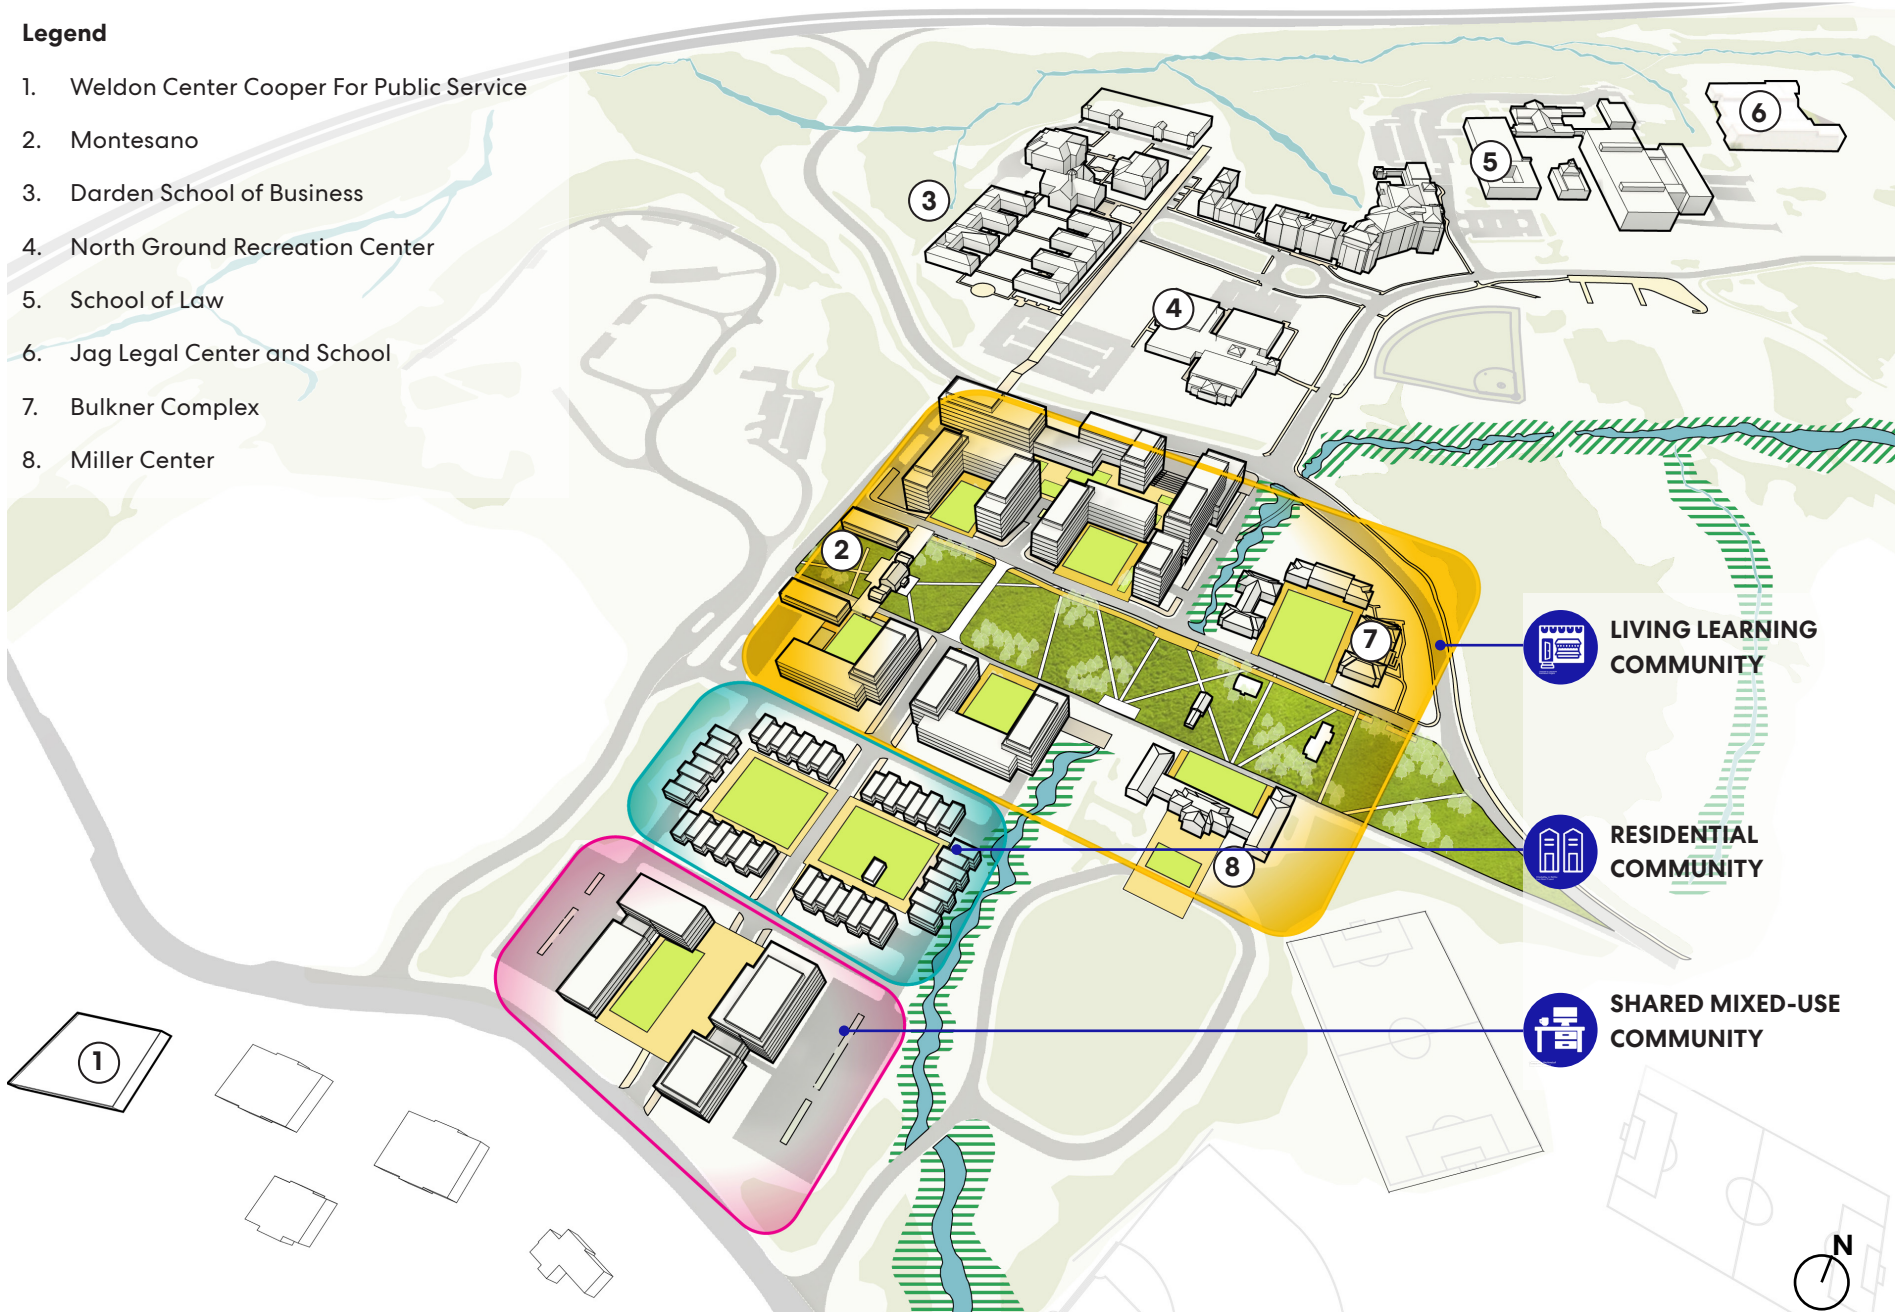 Legend
1. Weldon Center Cooper For Public Service
2. Montesano
3. Darden School of Business
4. North Ground Recreation Center
5. School of Law
6. Jag Legal Center and School
7. Bulkner Complex
8. Miller Center
6
5
3
4
2
7
LIVING LEARNING
COMMUNITY
RESIDENTIAL
COMMUNITY
8
SHARED MIXED-USE
COMMUNITY
1
N